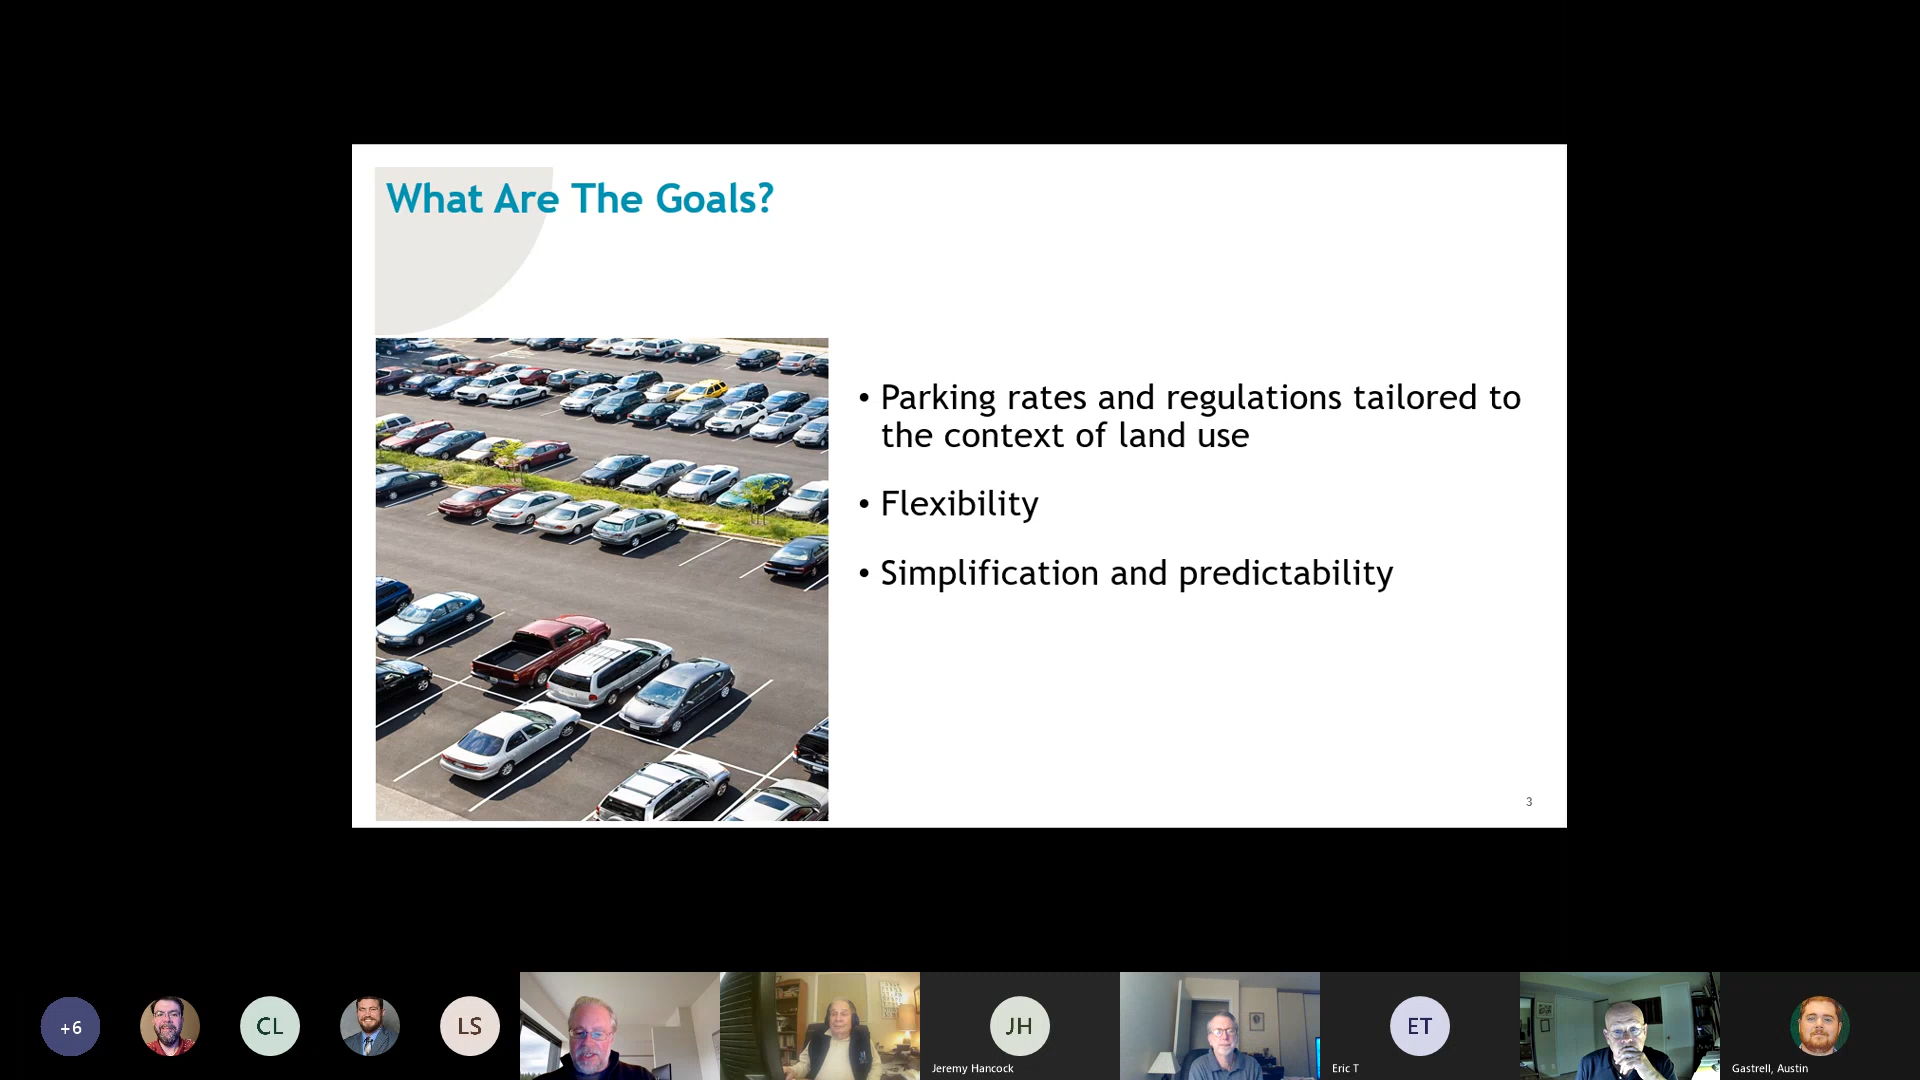 What Are The Goals?
• Parking rates and regulations tailored to
the context of land use
• Flexibility
• Simplification and predictability
3
+6
CL
LS
JH
Jeremy Hancock
ET
Eric T
Gastrell, Austin